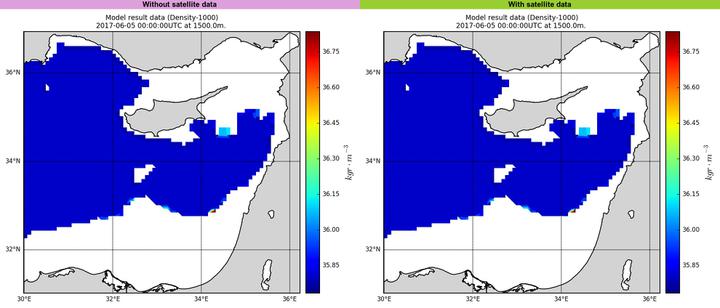 Without satellite data
With satellite data
Model result data (Density-1000)
2017-06-05 00:00:00UTC at 1500.0m.
36°N
34°N
32°N
30°E
32°E
34°E
36°E
36.75
36.60
36.45
36.30
36.15
36.00
35.85
kgr · m⁻³
Model result data (Density-1000)
2017-06-05 00:00:00UTC at 1500.0m.
36°N
34°N
32°N
30°E
32°E
34°E
36°E
36.75
36.60
36.45
36.30
36.15
36.00
35.85
kgr · m⁻³